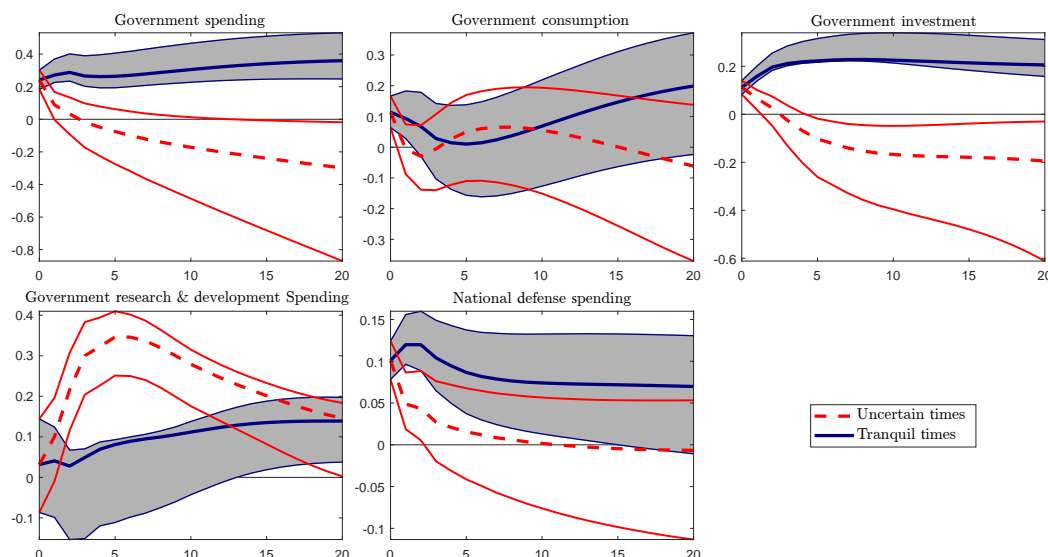 Government spending
0.4
0.2
0
-0.2
-0.4
-0.6
-0.8
0 5 10 15 20
Government consumption
0.3
0.2
0.1
0
-0.1
-0.2
-0.3
0 5 10 15 20
Government investment
0.4
0.2
0
-0.2
-0.4
-0.6
0 5 10 15 20
Government research & development Spending
0.4
0.3
0.2
0.1
0
-0.1
0 5 10 15 20
National defense spending
0.15
0.1
0.05
0
-0.05
-0.1
0 5 10 15 20
Uncertain times
Tranquil times